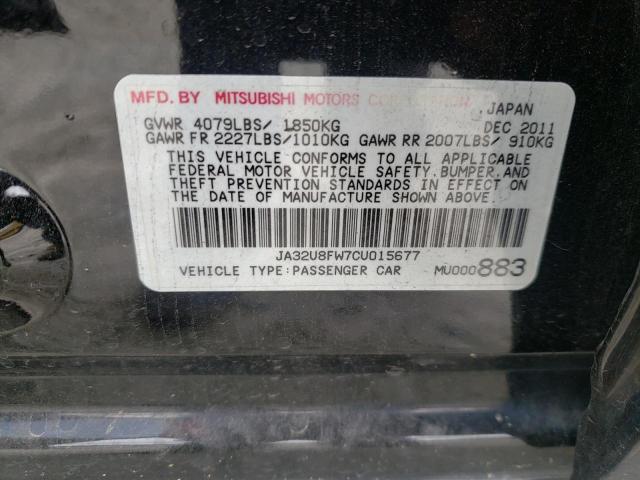 MFD. BY MITSUBISHI MOTORS CORPORATION
, JAPAN
GVWR 4079LBS/ 1850KG DEC 2011
GAWR FR 2227LBS/1010KG GAWR RR 2007LBS/ 910KG
THIS VEHICLE CONFORMS TO ALL APPLICABLE
FEDERAL MOTOR VEHICLE SAFETY,BUMPER,AND
THEFT PREVENTION STANDARDS IN EFFECT ON
THE DATE OF MANUFACTURE SHOWN ABOVE.
JA32U8FW7CU015677
VEHICLE TYPE:PASSENGER CAR MU000883